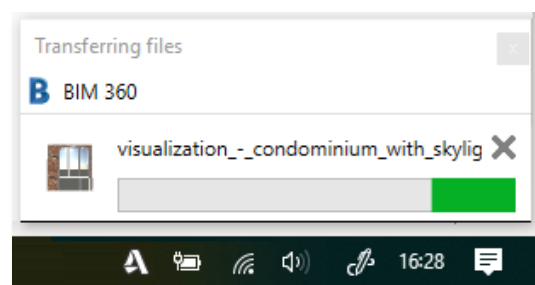 Transferring files
x
B BIM 360
visualization_-_condominium_with_skylig
16:28